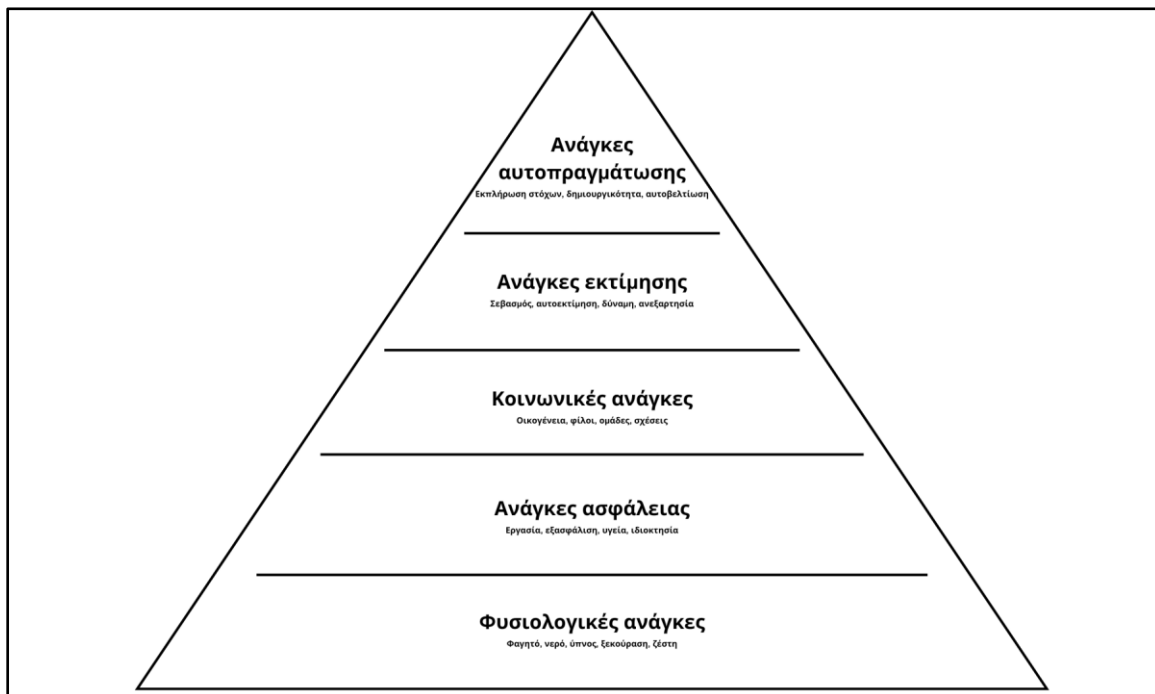 Ανάγκες
αυτοπραγμάτωσης
Εκπλήρωση στόχων, δημιουργικότητα, αυτοβελτίωση
Ανάγκες εκτίμησης
Σεβασμός, αυτοεκτίμηση, δύναμη, ανεξαρτησία
Κοινωνικές ανάγκες
Οικογένεια, φίλοι, ομάδες, σχέσεις
Ανάγκες ασφάλειας
Εργασία, εξασφάλιση, υγεία, ιδιοκτησία
Φυσιολογικές ανάγκες
Φαγητό, νερό, ύπνος, ξεκούραση, ζέστη